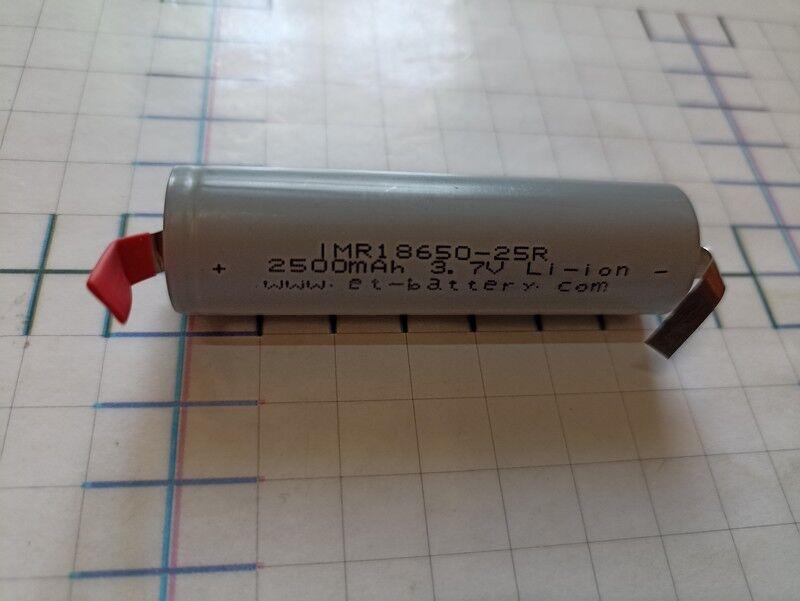 IMR18650-25R
+ 2500mAh 3.7V Li-ion -
www.et-battery.com